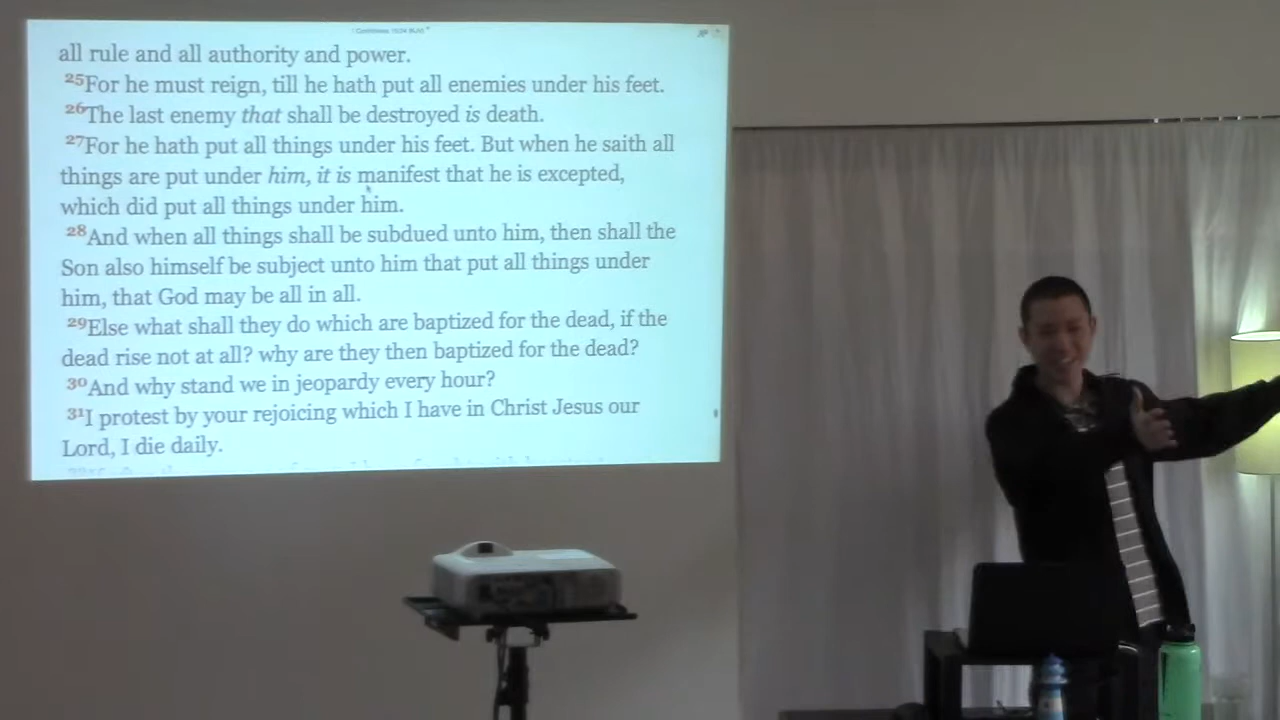 all rule and all authority and power.
25For he must reign, till he hath put all enemies under his feet.
26The last enemy that shall be destroyed is death.
27For he hath put all things under his feet. But when he saith all
things are put under him, it is manifest that he is excepted,
which did put all things under him.
28And when all things shall be subdued unto him, then shall the
Son also himself be subject unto him that put all things under
him, that God may be all in all.
29Else what shall they do which are baptized for the dead, if the
dead rise not at all? why are they then baptized for the dead?
30And why stand we in jeopardy every hour?
31I protest by your rejoicing which I have in Christ Jesus our
Lord, I die daily.